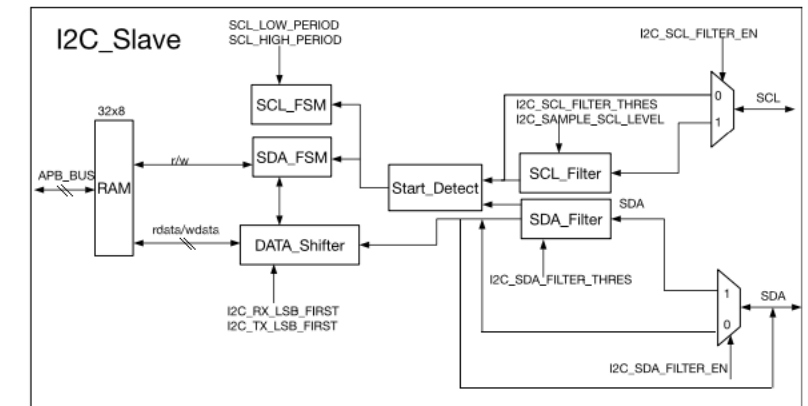 I2C_Slave
SCL_LOW_PERIOD
SCL_HIGH_PERIOD
I2C_SCL_FILTER_EN
32x8
SCL_FSM
I2C_SCL_FILTER_THRES
I2C_SAMPLE_SCL_LEVEL
0
1
SCL
APB_BUS
RAM
r/w
SDA_FSM
Start_Detect
SCL_Filter
SDA
SDA_Filter
rdata/wdata
DATA_Shifter
I2C_SDA_FILTER_THRES
1
0
SDA
I2C_RX_LSB_FIRST
I2C_TX_LSB_FIRST
I2C_SDA_FILTER_EN